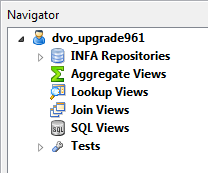 Navigator
dvo_upgrade961
INFA Repositories
Aggregate Views
Lookup Views
Join Views
SQL SQL Views
Tests